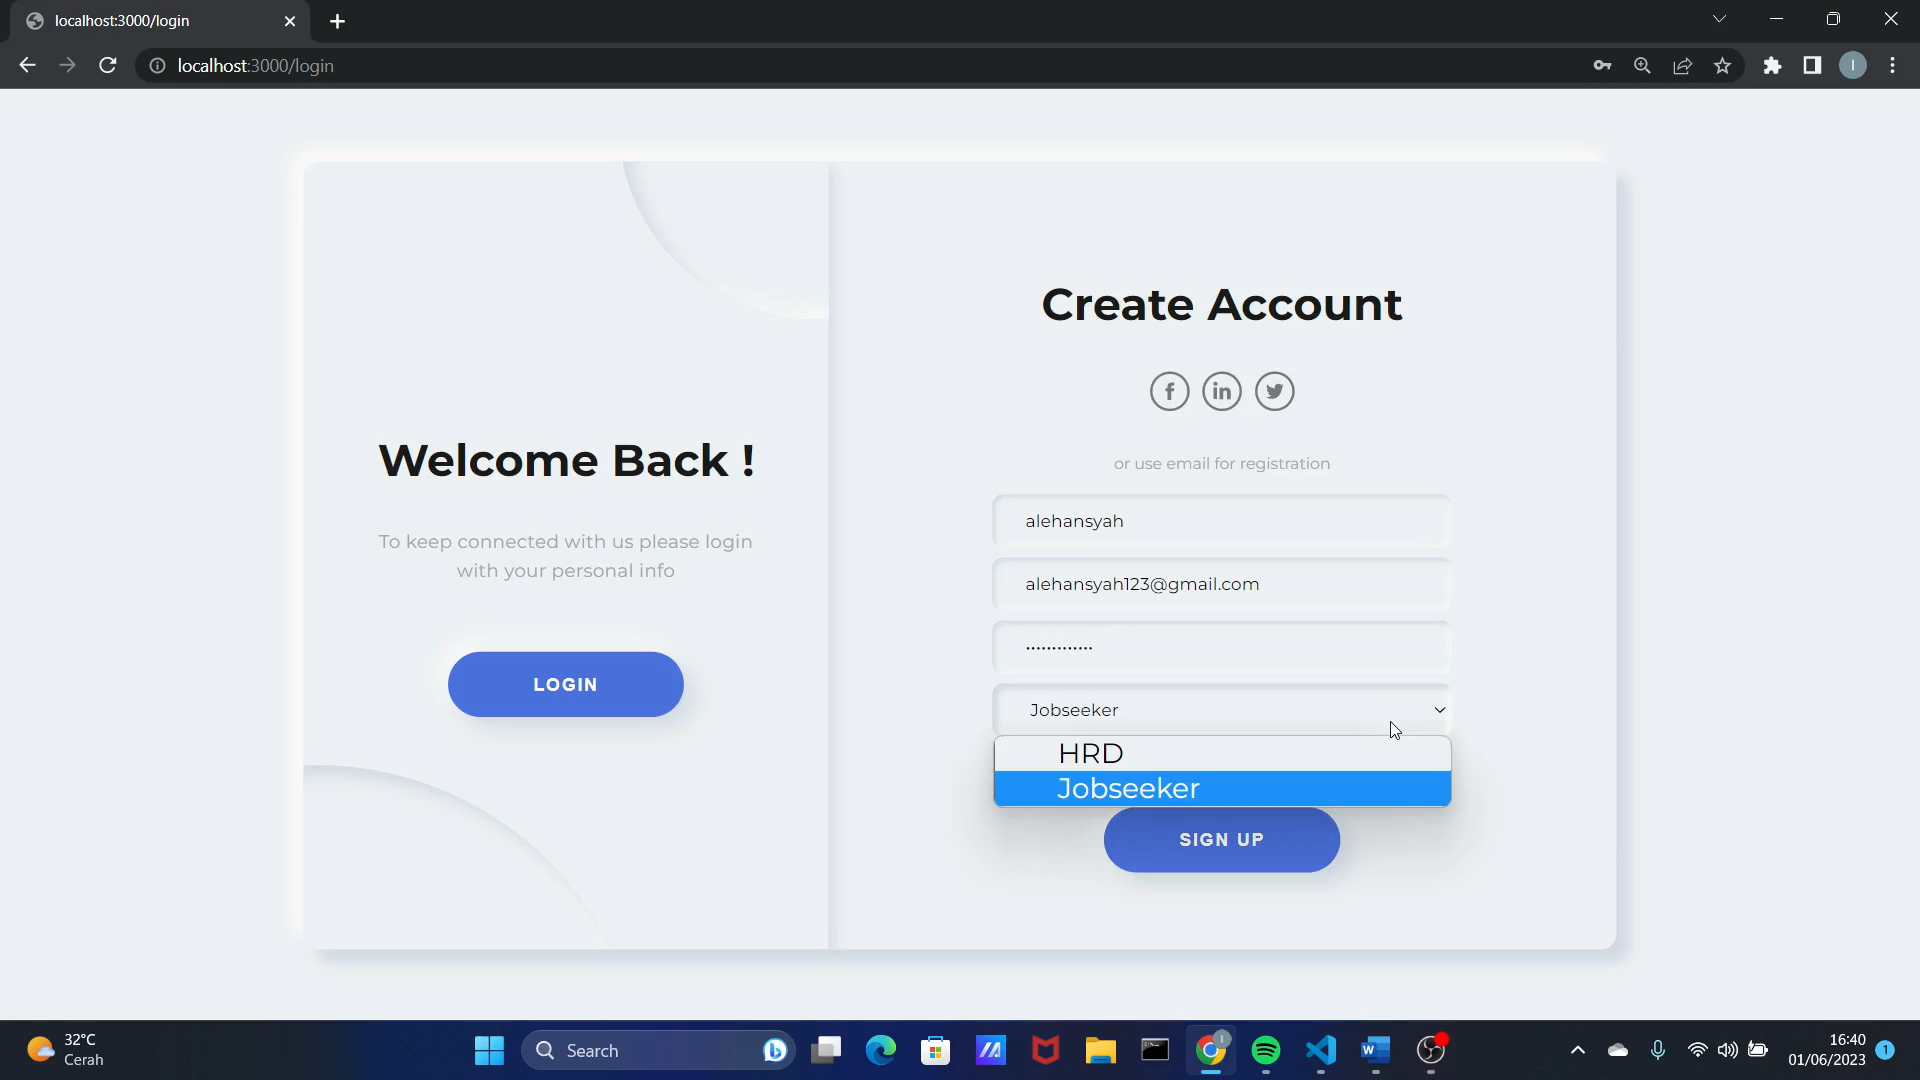 localhost:3000/login
localhost:3000/login
I
Welcome Back !
To keep connected with us please login
with your personal info
LOGIN
Create Account
f in
or use email for registration
alehansyah
alehansyah123@gmail.com
•••••••••••••
Jobseeker
HRD
Jobseeker
SIGN UP
32°C
Cerah
Search
I
W
16:40
01/06/2023
1